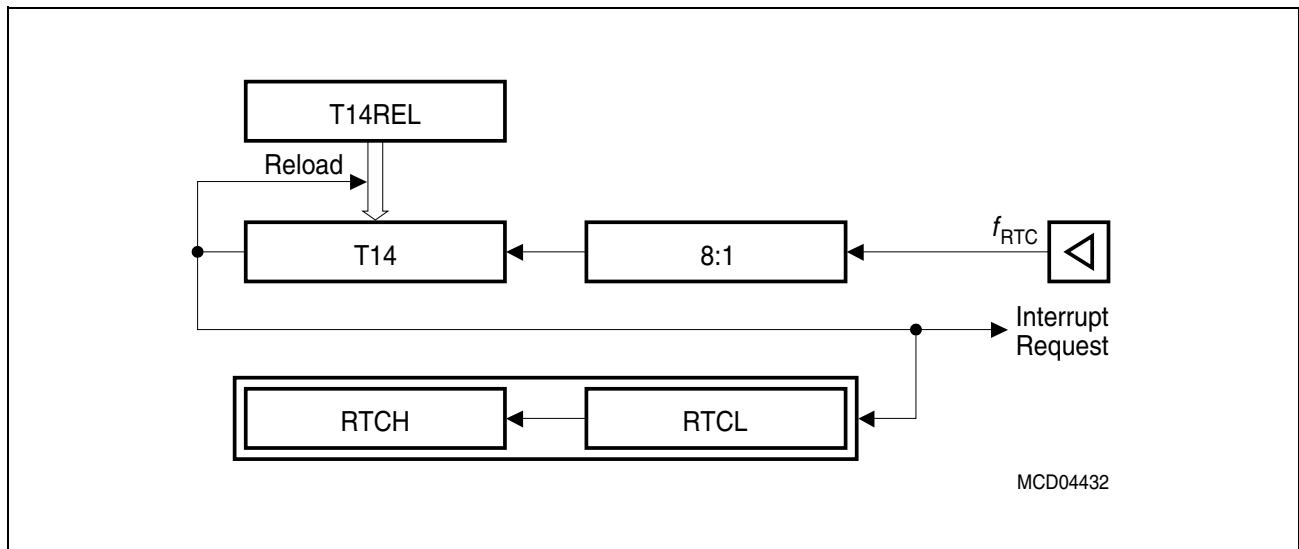 T14REL
Reload
T14
8:1
fRTC
Interrupt
Request
RTCH
RTCL
MCD04432